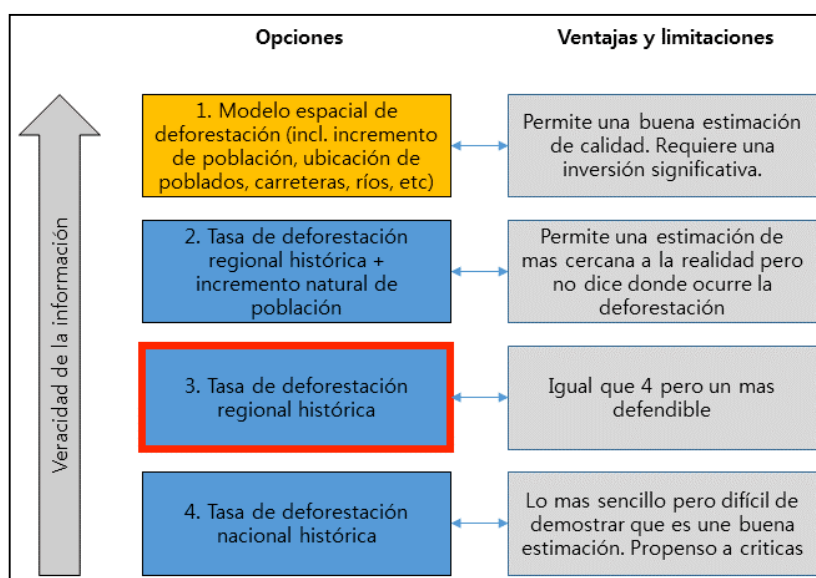 Opciones
Ventajas y limitaciones
Veracidad de la información
1. Modelo espacial de
deforestación (incl. incremento
de población, ubicación de
poblados, carreteras, ríos, etc)
Permite una buena estimación
de calidad. Requiere una
inversión significativa.
2. Tasa de deforestación
regional histórica +
incremento natural de
población
Permite una estimación de
mas cercana a la realidad pero
no dice donde ocurre la
deforestación
3. Tasa de deforestación
regional histórica
Igual que 4 pero un mas
defendible
4. Tasa de deforestación
nacional histórica
Lo mas sencillo pero difícil de
demostrar que es une buena
estimación. Propenso a criticas